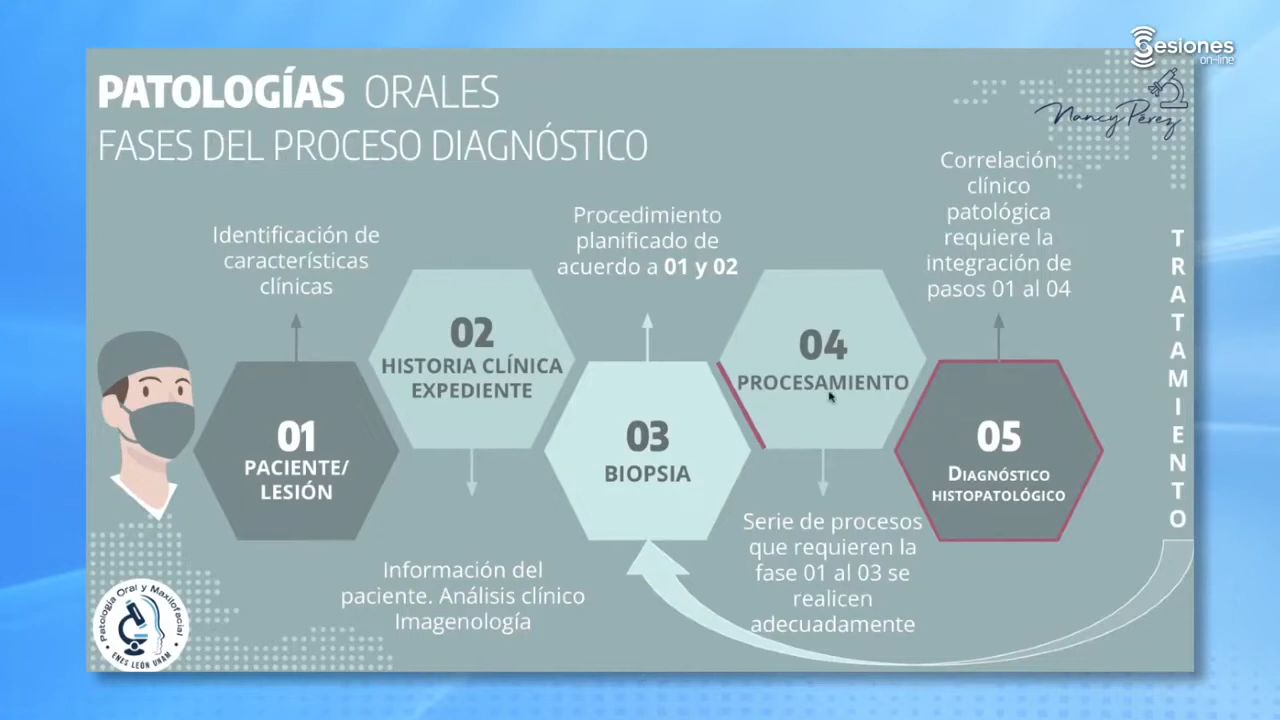 Sesiones
on-line
Nancy Pérez
PATOLOGÍAS ORALES
FASES DEL PROCESO DIAGNÓSTICO
Identificación de
características
clínicas
01
PACIENTE/
LESIÓN
02
HISTORIA CLÍNICA
EXPEDIENTE
Información del
paciente. Análisis clínico
Imagenología
Procedimiento
planificado de
acuerdo a 01 y 02
03
BIOPSIA
04
PROCESAMIENTO
Serie de procesos
que requieren la
fase 01 al 03 se
realicen
adecuadamente
Correlación
clínico
patológica
requiere la
integración de
pasos 01 al 04
05
DIAGNÓSTICO
HISTOPATOLÓGICO
TRATAMIENTO
Patología Oral y Maxilofacial
ENES LEÓN UNAM